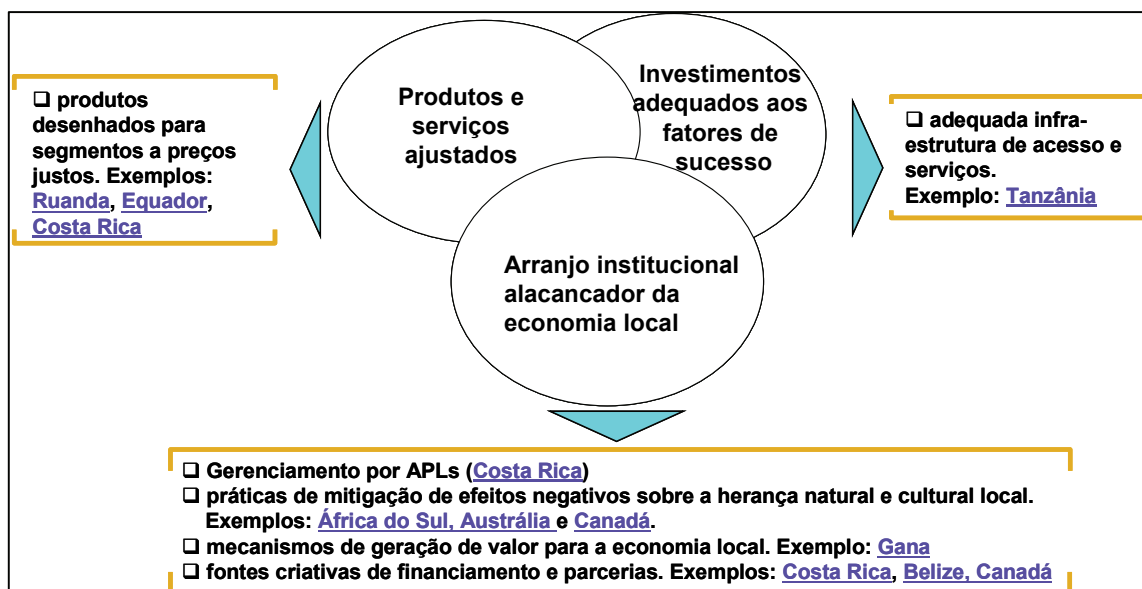 Produtos e
serviços
ajustados
Investimentos
adequados aos
fatores de
sucesso
Arranjo institucional
alacancador da
economia local
❑ produtos
desenhados para
segmentos a preços
justos. Exemplos:
Ruanda, Equador,
Costa Rica
❑ adequada infra-
estrutura de acesso e
serviços.
Exemplo: Tanzânia
❑ Gerenciamento por APLs (Costa Rica)
❑ práticas de mitigação de efeitos negativos sobre a herança natural e cultural local.
Exemplos: África do Sul, Austrália e Canadá.
❑ mecanismos de geração de valor para a economia local. Exemplo: Gana
❑ fontes criativas de financiamento e parcerias. Exemplos: Costa Rica, Belize, Canadá